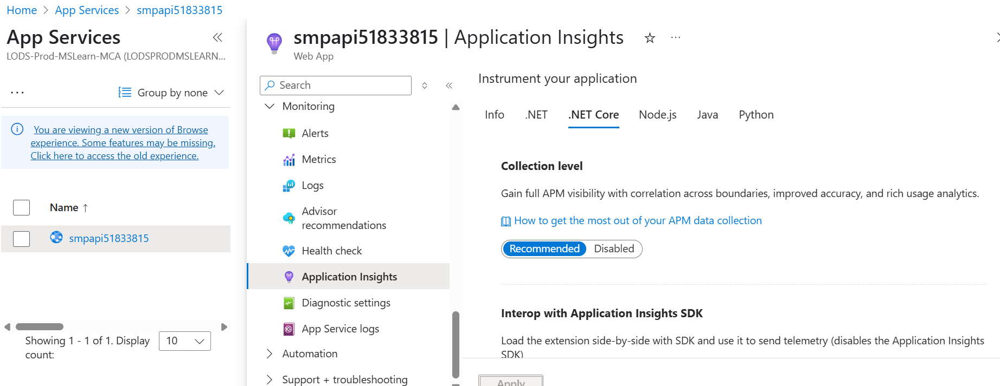 Home > App Services > smpapi51833815
App Services
LODS-Prod-MSLearn-MCA (LODSPRODMSLEARN...
Group by none
You are viewing a new version of Browse
experience. Some features may be missing.
Click here to access the old experience.
Name ↑
smpapi51833815
Showing 1 - 1 of 1. Display
count:
10
smpapi51833815 | Application Insights
Web App
Search
Monitoring
Alerts
Metrics
Logs
Advisor
recommendations
Health check
Application Insights
Diagnostic settings
App Service logs
Automation
Support + troubleshooting
Instrument your application
Info .NET .NET Core Node.js Java Python
Collection level
Gain full APM visibility with correlation across boundaries, improved accuracy, and rich usage analytics.
How to get the most out of your APM data collection
Recommended Disabled
Interop with Application Insights SDK
Load the extension side-by-side with SDK and use it to send telemetry (disables the Application Insights
SDK)
Apply